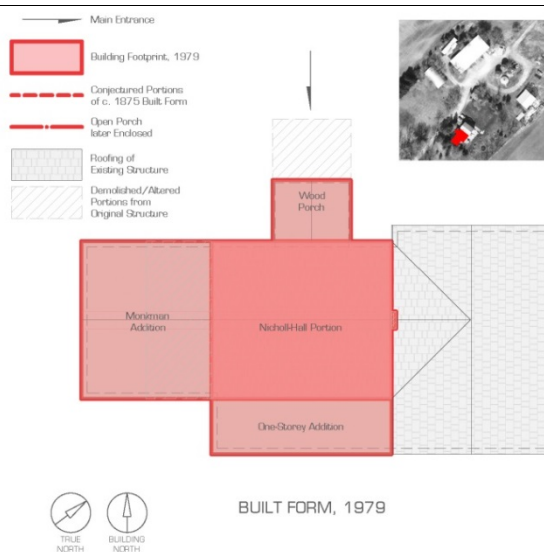 Main Entrance
Building Footprint, 1979
Conjectured Portions
of c. 1875 Built Form
Open Porch
later Enclosed
Roofing of
Existing Structure
Demolished/Altered
Portions from
Original Structure
Wood
Porch
Morriman
Addition
Nicholl-Hall Portion
One-Storey Addition
TRUE
NORTH
BUILDING
NORTH
BUILT FORM, 1979